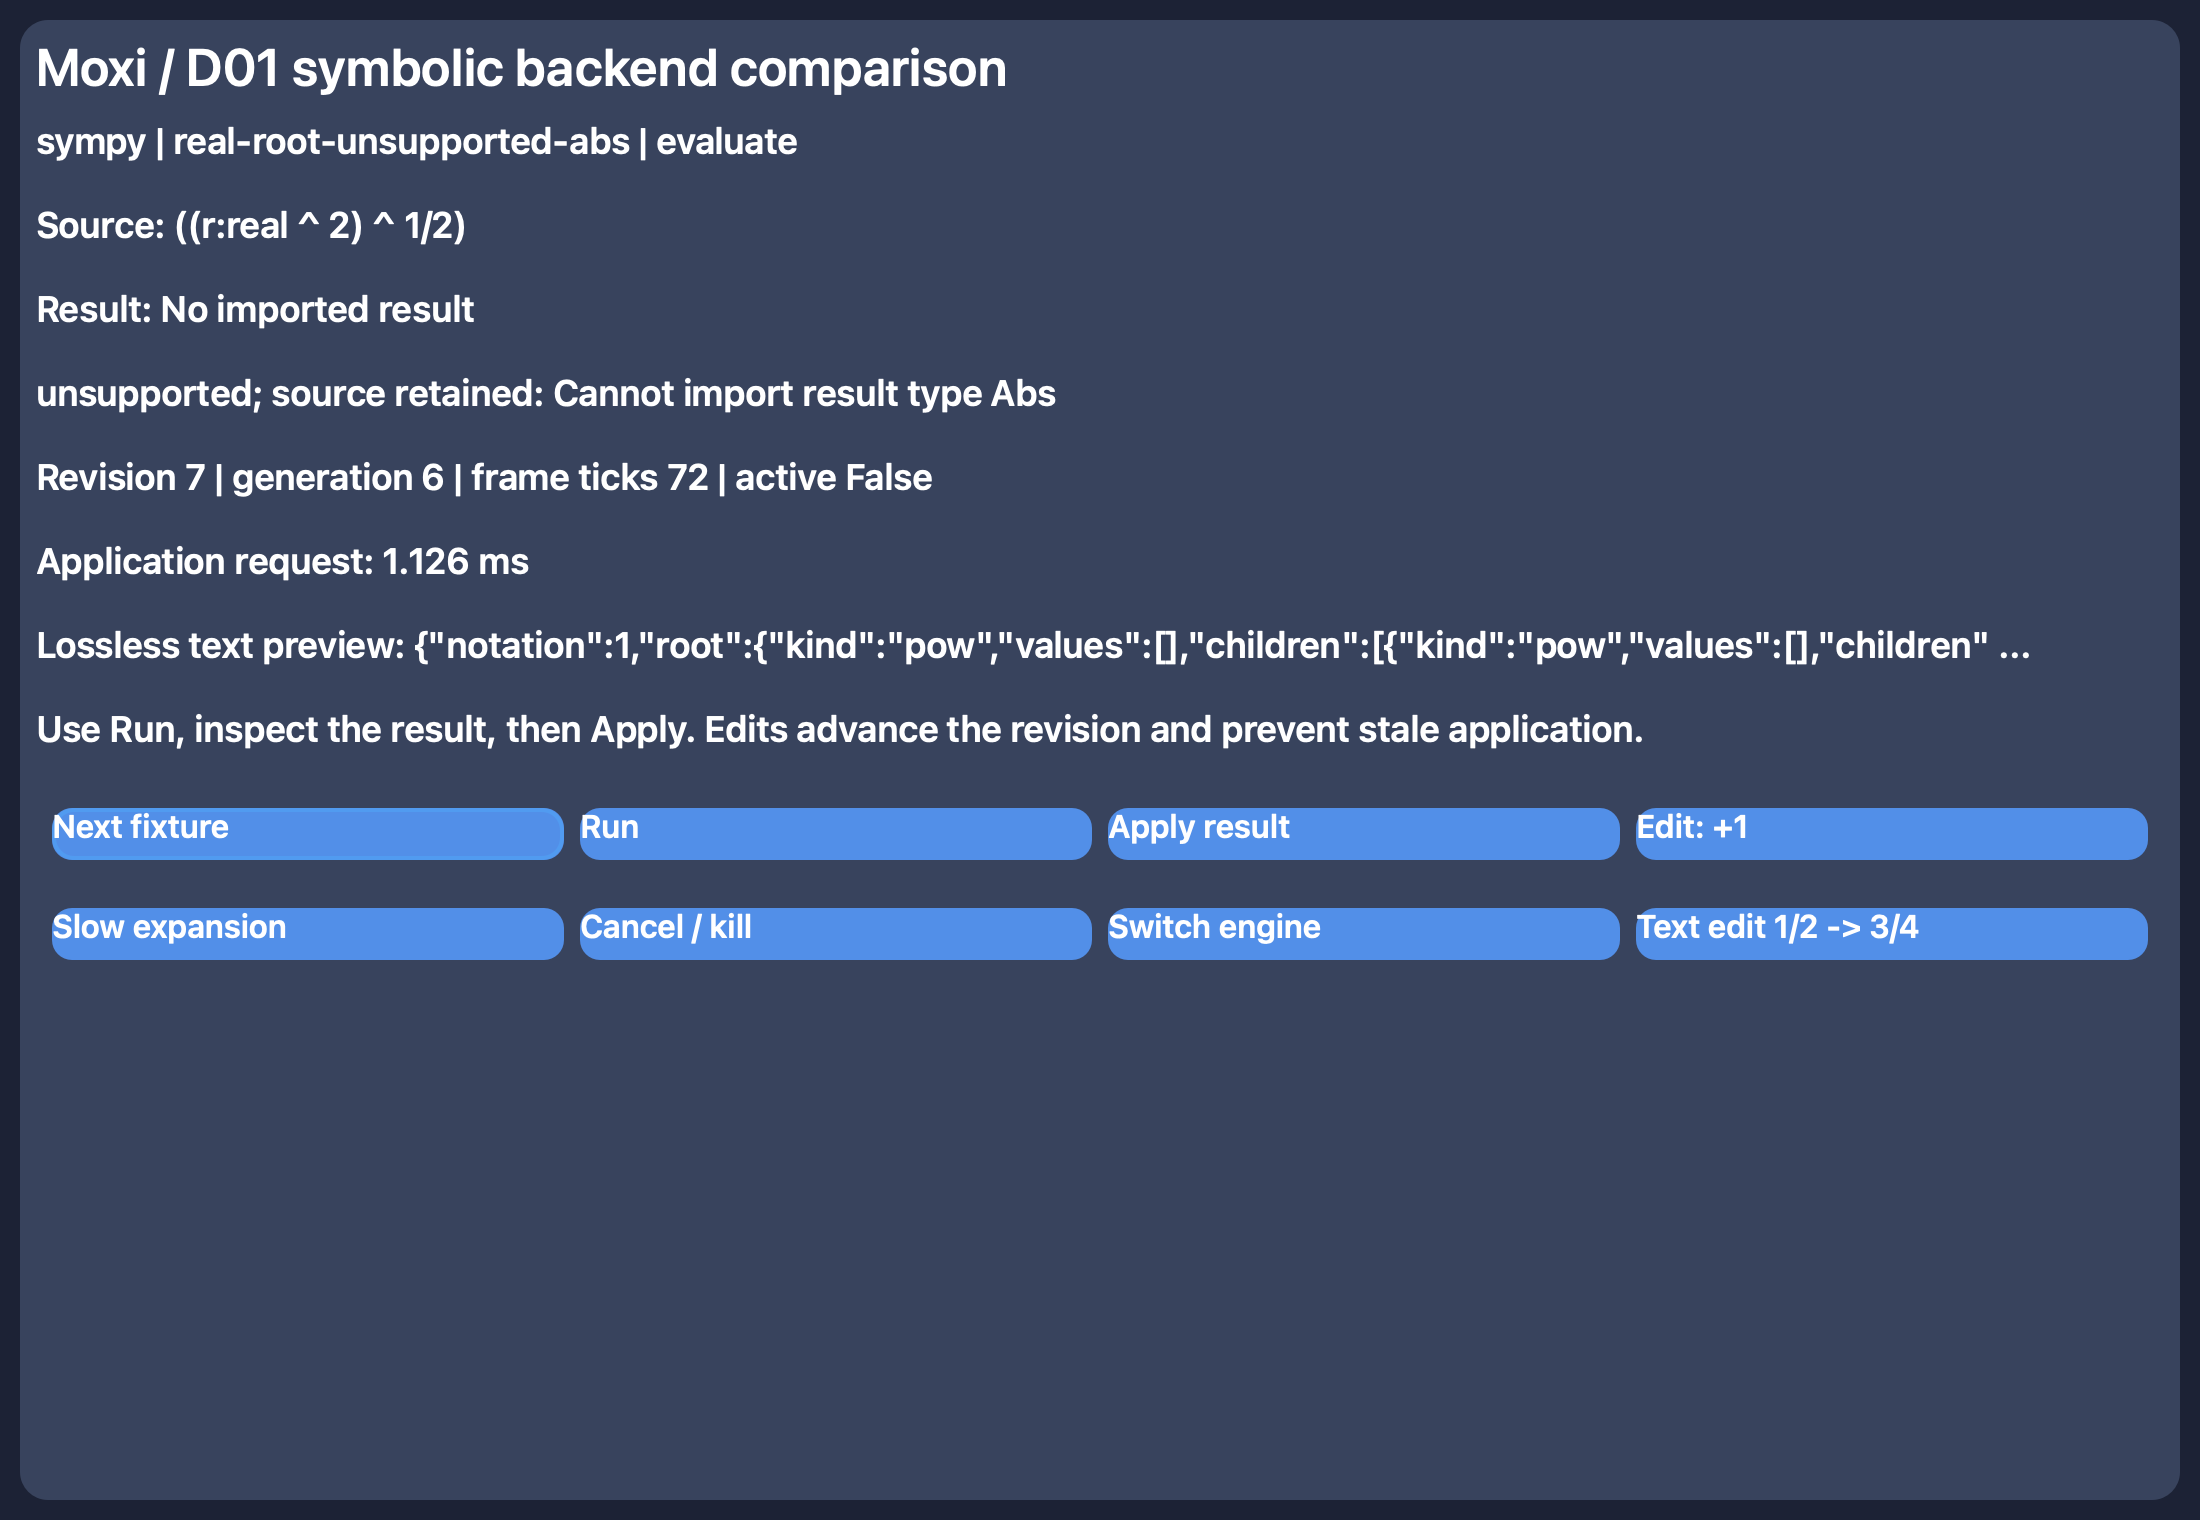 Moxi / D01 symbolic backend comparison
sympy | real-root-unsupported-abs | evaluate
Source: ((r:real ^ 2) ^ 1/2)
Result: No imported result
unsupported; source retained: Cannot import result type Abs
Revision 7 | generation 6 | frame ticks 72 | active False
Application request: 1.126 ms
Lossless text preview: {"notation":1,"root":{"kind":"pow","values":[],"children":[{"kind":"pow","values":[],"children" ...
Use Run, inspect the result, then Apply. Edits advance the revision and prevent stale application.
Next fixture
Run
Apply result
Edit: +1
Slow expansion
Cancel / kill
Switch engine
Text edit 1/2 -> 3/4